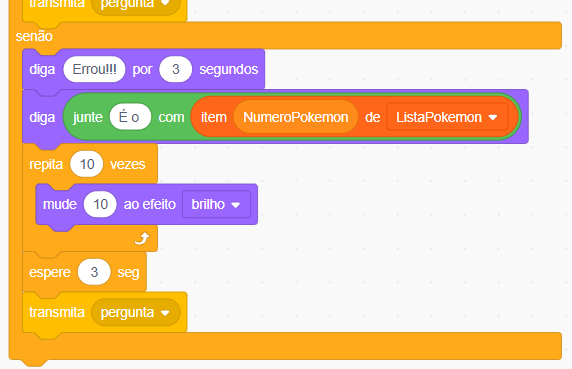 transmita pergunta
senão
diga Errou!!! por 3 segundos
diga junte É o com item NumeroPokemon de ListaPokemon
repita 10 vezes
mude 10 ao efeito brilho
espere 3 seg
transmita pergunta